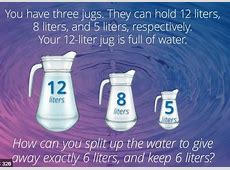 You have three jugs. They can hold 12 liters,
8 liters, and 5 liters, respectively.
Your 12-liter jug is full of water.
12
liters
8
liters
5
liters
How can you split up the water to give
away exactly 6 liters, and keep 6 liters?
326